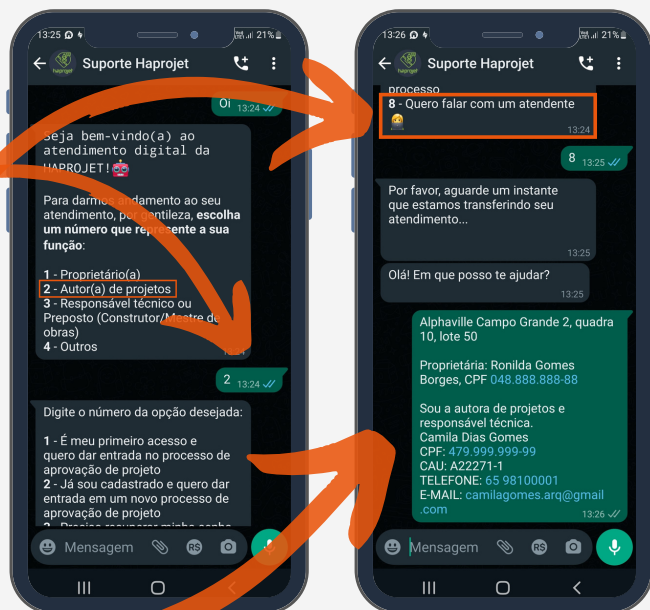 13:25
21%
Suporte Haprojet
Oi 13:24
Seja bem-vindo(a) ao
atendimento digital da
HAPROJET!
Para darmos andamento ao seu
atendimento, por gentileza, escolha
um número que represente a sua
função:
1 - Proprietário(a)
2 - Autor(a) de projetos
3 - Responsável técnico ou
Preposto (Construtor/Mestre de
obras)
4 - Outros
13:24
2 13:24
Digite o número da opção desejada:
1 - É meu primeiro acesso e
quero dar entrada no processo de
aprovação de projeto
2 - Já sou cadastrado e quero dar
entrada em um novo processo de
aprovação de projeto
3 - Preciso recuperar minha senha
Mensagem
R$
13:26
21%
Suporte Haprojet
processo
8 - Quero falar com um atendente
13:24
8 13:25
Por favor, aguarde um instante
que estamos transferindo seu
atendimento...
13:25
Olá! Em que posso te ajudar?
13:25
Alphaville Campo Grande 2, quadra
10, lote 50
Proprietária: Ronilda Gomes
Borges, CPF 048.888.888-88
Sou a autora de projetos e
responsável técnica.
Camila Dias Gomes
CPF: 479.999.999-99
CAU: A22271-1
TELEFONE: 65 98100001
E-MAIL: camilagomes.arq@gmail
.com
13:26
Mensagem
R$